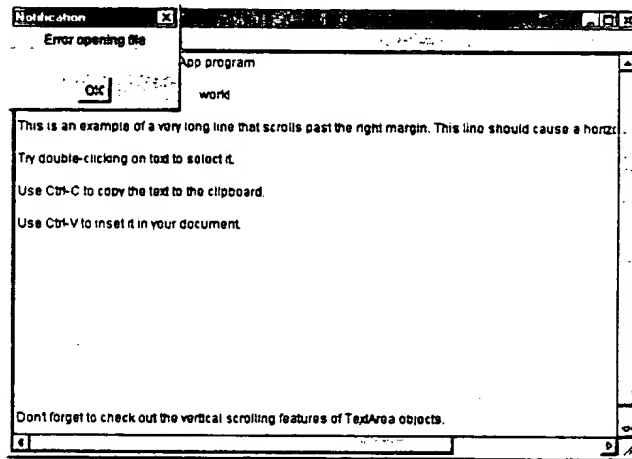 Notification
Error opening file
OK
App program
world
This is an example of a very long line that scrolls past the right margin. This line should cause a horizo
Try double-clicking on text to select it.
Use Ctrl-C to copy the text to the clipboard.
Use Ctrl-V to inset it in your document.
Don't forget to check out the vertical scrolling features of TextArea objects.